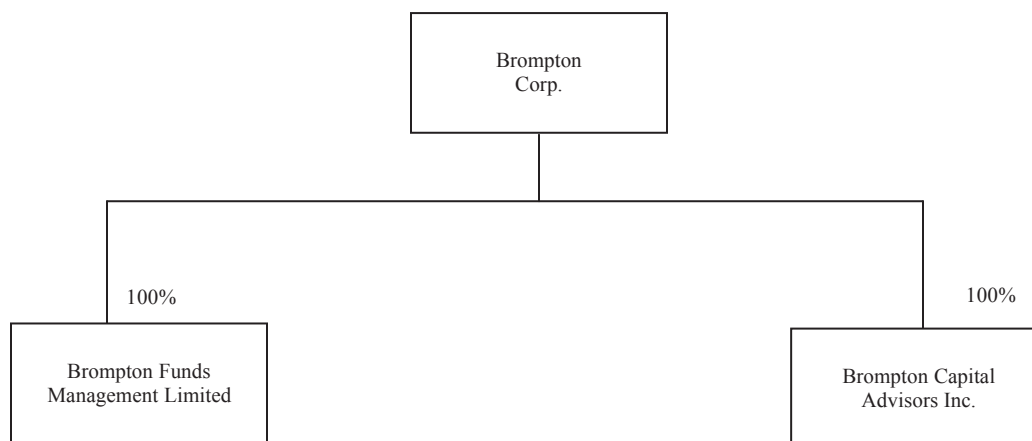 Brompton
Corp.
100%
100%
Brompton Funds
Management Limited
Brompton Capital
Advisors Inc.